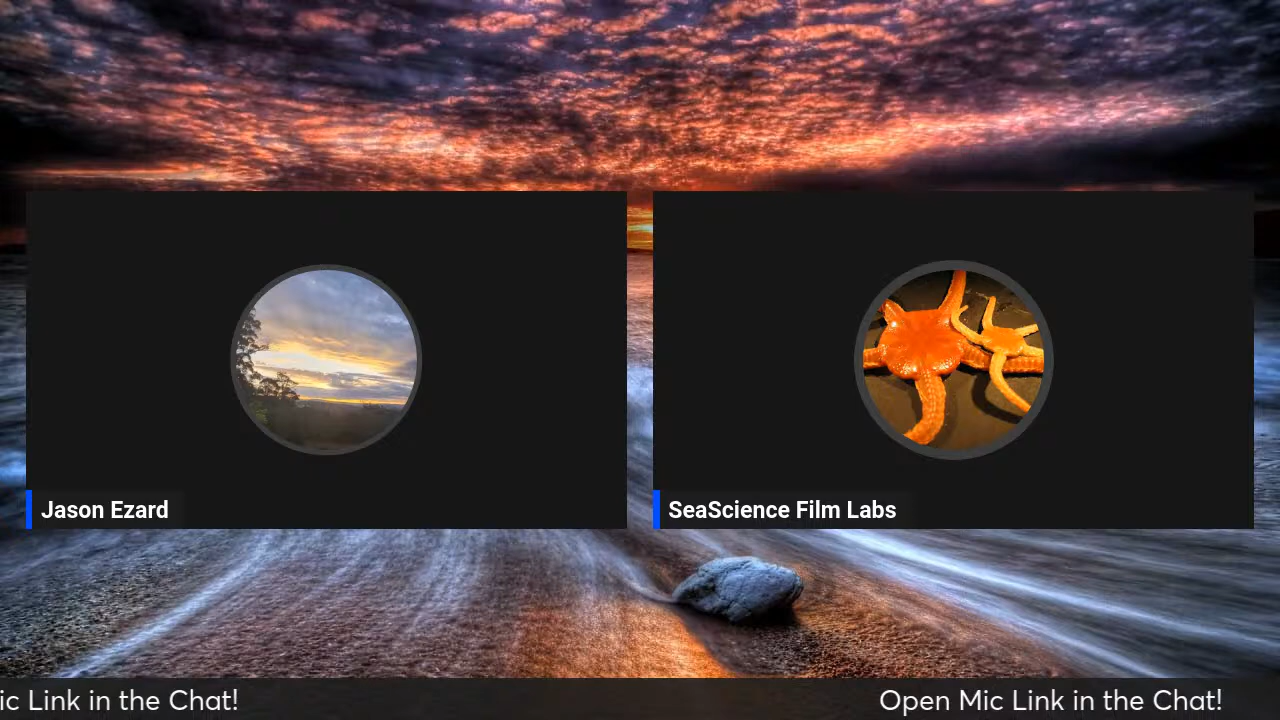 Jason Ezard
SeaScience Film Labs
ic Link in the Chat!
Open Mic Link in the Chat!